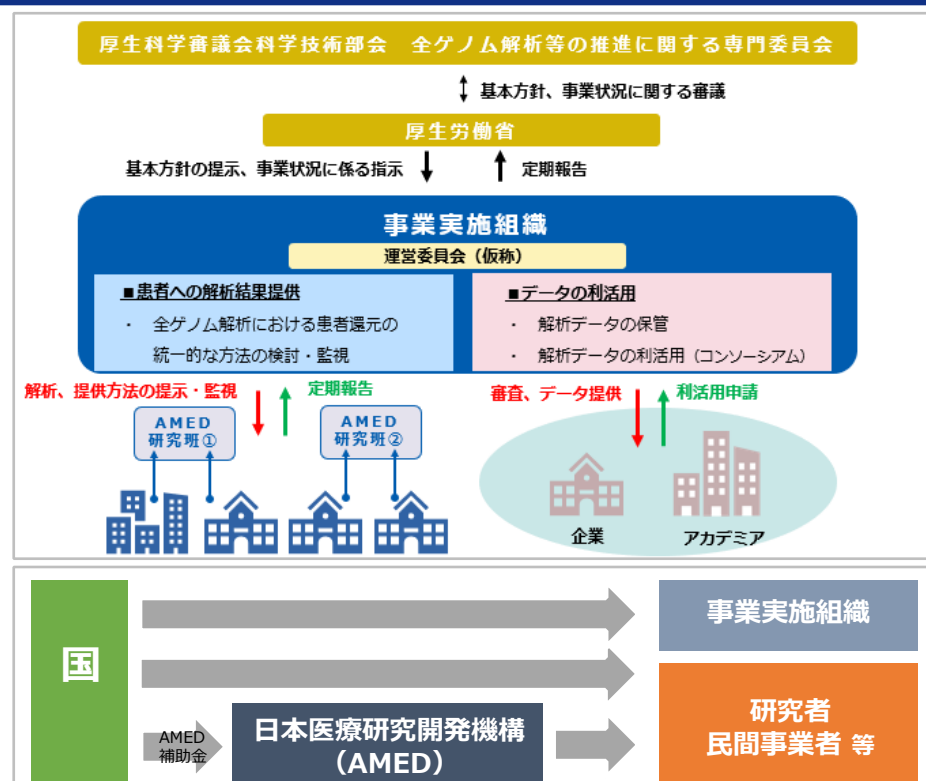 厚生科学審議会科学技術部会　全ゲノム解析等の推進に関する専門委員会
基本方針、事業状況に関する審議
厚生労働省
基本方針の提示、事業状況に係る指示
定期報告
事業実施組織
運営委員会（仮称）
■患者への解析結果提供
・ 全ゲノム解析における患者還元の
統一的な方法の検討・監視
■データの利活用
・ 解析データの保管
・ 解析データの利活用（コンソーシアム）
解析、提供方法の提示・監視
定期報告
審査、データ提供
利活用申請
AMED
研究班①
AMED
研究班②
企業
アカデミア
国
事業実施組織
研究者
民間事業者 等
AMED
補助金
日本医療研究開発機構
（AMED）